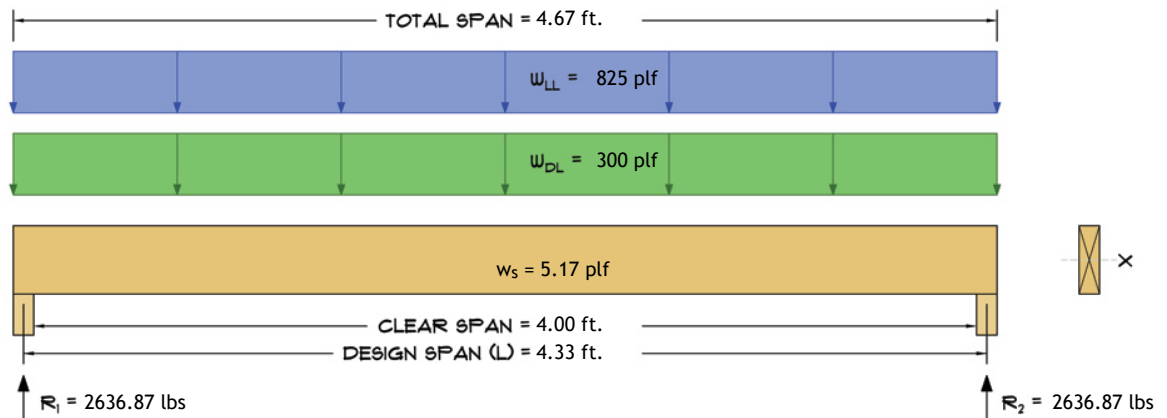 TOTAL SPAN = 4.67 ft.
wLL = 825 plf
wDL = 300 plf
ws = 5.17 plf
X
CLEAR SPAN = 4.00 ft.
DESIGN SPAN (L) = 4.33 ft.
R1 = 2636.87 lbs
R2 = 2636.87 lbs